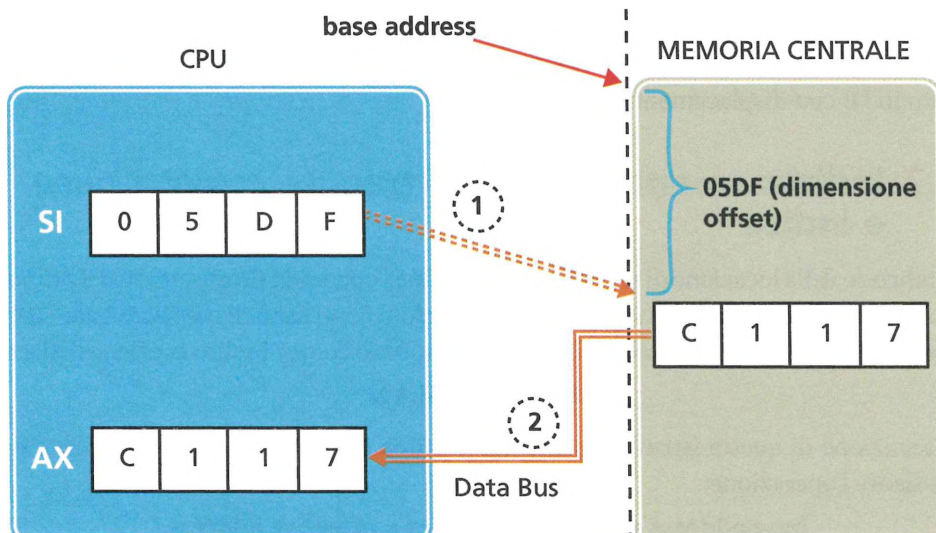 base address
CPU
MEMORIA CENTRALE
SI
0 5 D F
1
05DF (dimensione
offset)
C 1 1 7
2
AX
C 1 1 7
Data Bus